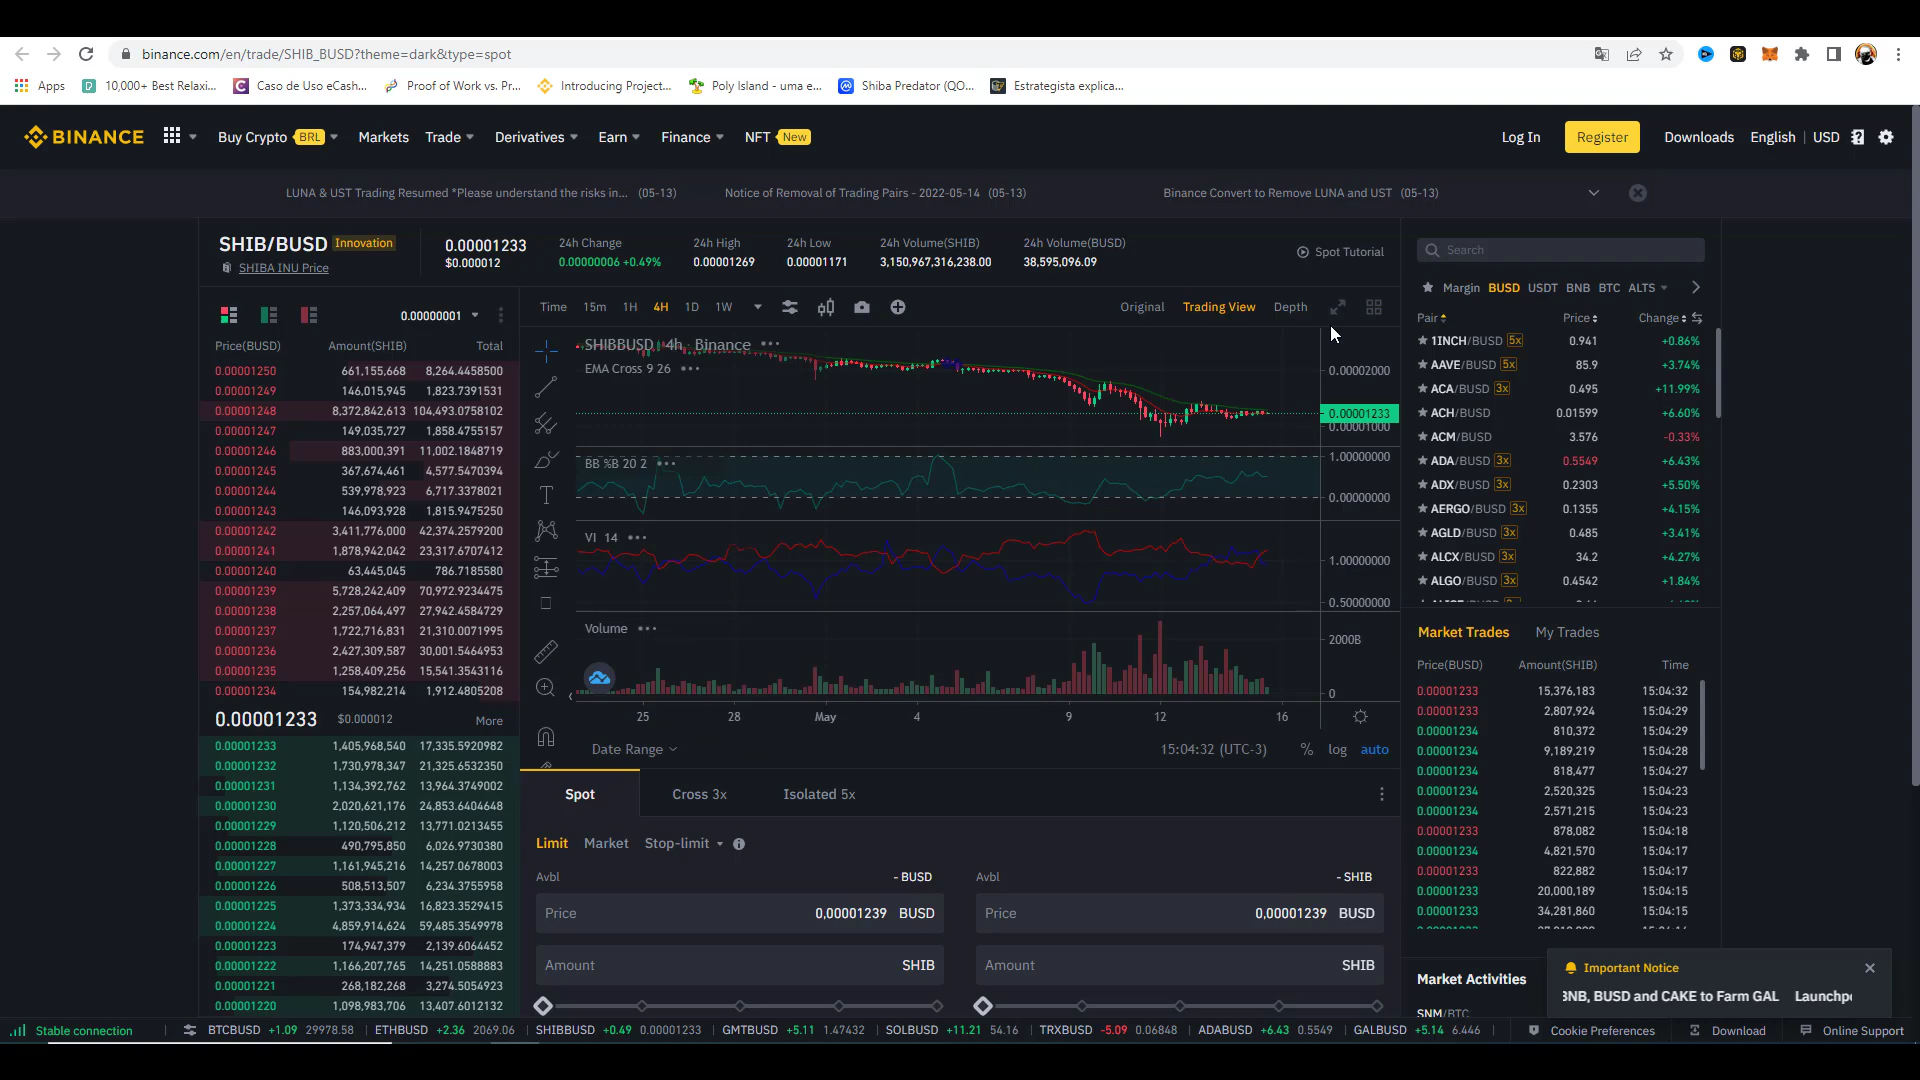 binance.com/en/trade/SHIB_BUSD?theme=dark&type=spot
Apps 10,000+ Best Relaxi... Caso de Uso eCash... Proof of Work vs. Pr... Introducing Project... Poly Island - uma e... Shiba Predator (QO... Estrategista explica...
BINANCE Buy Crypto BRL Markets Trade Derivatives Earn Finance NFT New Log In Register Downloads English USD
LUNA & UST Trading Resumed *Please understand the risks in... (05-13) Notice of Removal of Trading Pairs - 2022-05-14 (05-13) Binance Convert to Remove LUNA and UST (05-13)
SHIB/BUSD Innovation
SHIBA INU Price
0.00001233
$0.000012
24h Change
0.00000006 +0.49%
24h High
0.00001269
24h Low
0.00001171
24h Volume(SHIB)
3,150,967,316,238.00
24h Volume(BUSD)
38,595,096.09
Spot Tutorial
0.00000001
Price(BUSD) Amount(SHIB) Total
0.00001250 661,155,668 8,264.4458500
0.00001249 146,015,945 1,823.7397531
0.00001248 8,372,842,613 104,493.0758102
0.00001247 149,035,727 1,858.4755157
0.00001246 883,000,391 11,002.1848719
0.00001245 367,674,461 4,577.5470394
0.00001244 539,978,923 6,717.3378021
0.00001243 146,093,928 1,815.9475250
0.00001242 3,411,776,000 42,374.2579200
0.00001241 1,878,942,042 23,317.6707412
0.00001240 63,445,045 786.7185580
0.00001239 5,728,242,409 70,972.9234475
0.00001238 2,257,064,497 27,942.4584729
0.00001237 1,722,716,831 21,310.0071995
0.00001236 2,427,309,587 30,001.5464953
0.00001235 1,258,409,256 15,541.3543116
0.00001234 154,982,214 1,912.4805208
0.00001233 $0.000012 More
0.00001233 1,405,968,540 17,335.5920982
0.00001232 1,730,978,347 21,325.6532350
0.00001231 1,134,392,762 13,964.3749002
0.00001230 2,020,621,176 24,853.6404648
0.00001229 1,120,506,212 13,771.0213455
0.00001228 490,795,850 6,026.9730380
0.00001227 1,161,945,216 14,257.0678003
0.00001226 508,513,507 6,234.3755958
0.00001225 1,373,334,934 16,823.3529415
0.00001224 4,859,914,624 59,485.3549978
0.00001223 174,947,379 2,139.6064452
0.00001222 1,166,207,765 14,251.0588883
0.00001221 268,182,268 3,274.5054923
0.00001220 1,098,983,706 13,407.6012132
Time 15m 1H 4H 1D 1W Original Trading View Depth
SHIBBUSD 4h Binance
EMA Cross 9 26
0.00002000
0.00001233
0.00001000
BB %B 20 2
1.00000000
0.00000000
VI 14
1.00000000
0.50000000
Volume
2000B
0
25 28 May 4 9 12 16
Date Range 15:04:32 (UTC-3) % log auto
Spot Cross 3x Isolated 5x
Limit Market Stop-limit
Avbl - BUSD Avbl - SHIB
Price 0,00001239 BUSD Price 0,00001239 BUSD
Amount SHIB Amount SHIB
Search
Margin BUSD USDT BNB BTC ALTS
Pair Price Change
1INCH/BUSD 5x 0.941 +0.86%
AAVE/BUSD 5x 85.9 +3.74%
ACA/BUSD 3x 0.495 +11.99%
ACH/BUSD 0.01599 +6.60%
ACM/BUSD 3.576 -0.33%
ADA/BUSD 3x 0.5549 +6.43%
ADX/BUSD 3x 0.2303 +5.50%
AERGO/BUSD 3x 0.1355 +4.15%
AGLD/BUSD 3x 0.485 +3.41%
ALCX/BUSD 3x 34.2 +4.27%
ALGO/BUSD 3x 0.4542 +1.84%
Market Trades My Trades
Price(BUSD) Amount(SHIB) Time
0.00001233 15,376,183 15:04:32
0.00001233 2,807,924 15:04:29
0.00001234 810,372 15:04:29
0.00001234 9,189,219 15:04:28
0.00001234 818,477 15:04:27
0.00001234 2,520,325 15:04:23
0.00001234 2,571,215 15:04:23
0.00001233 878,082 15:04:18
0.00001234 4,821,570 15:04:17
0.00001233 822,882 15:04:17
0.00001234 20,000,189 15:04:15
0.00001233 34,281,860 15:04:15
Market Activities
SNM/BTC
Important Notice
BNB, BUSD and CAKE to Farm GAL Launchp
Stable connection BTCBUSD +1.09 29978.58 ETHBUSD +2.36 2069.06 SHIBBUSD +0.49 0.00001233 GMTBUSD +5.11 1.47432 SOLBUSD +11.21 54.16 TRXBUSD -5.09 0.06848 ADABUSD +6.43 0.5549 GALBUSD +5.14 6.446 Cookie Preferences Download Online Support